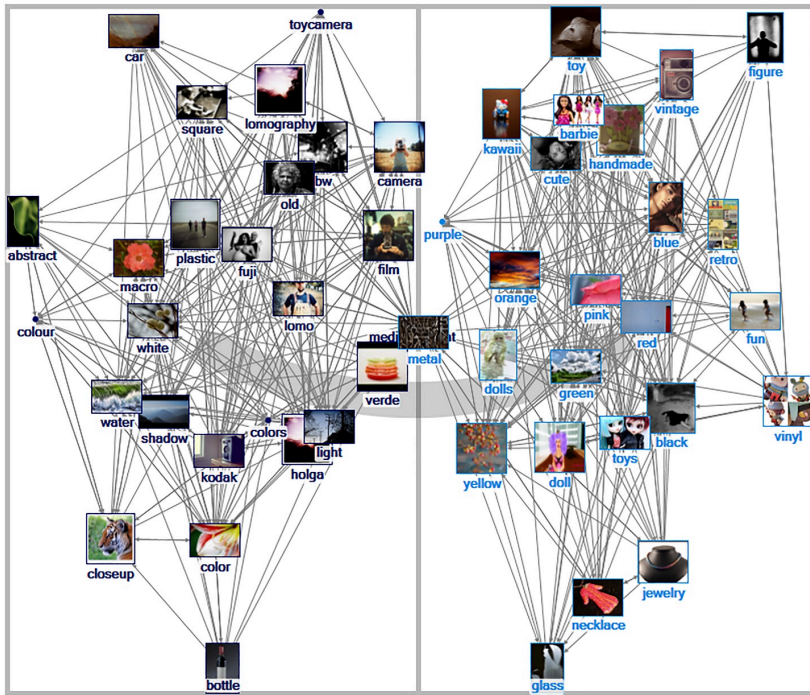 toycamera
car
square
lomography
bw
camera
old
abstract
plastic
fuji
film
macro
colour
white
lomo
verde
water
shadow
colors
light
kodak
holga
closeup
color
bottle
toy
figure
vintage
kawaii
barbie
handmade
cute
purple
blue
retro
orange
pink
metal
red
fun
dolls
green
black
vinyl
yellow
doll
toys
jewelry
necklace
glass